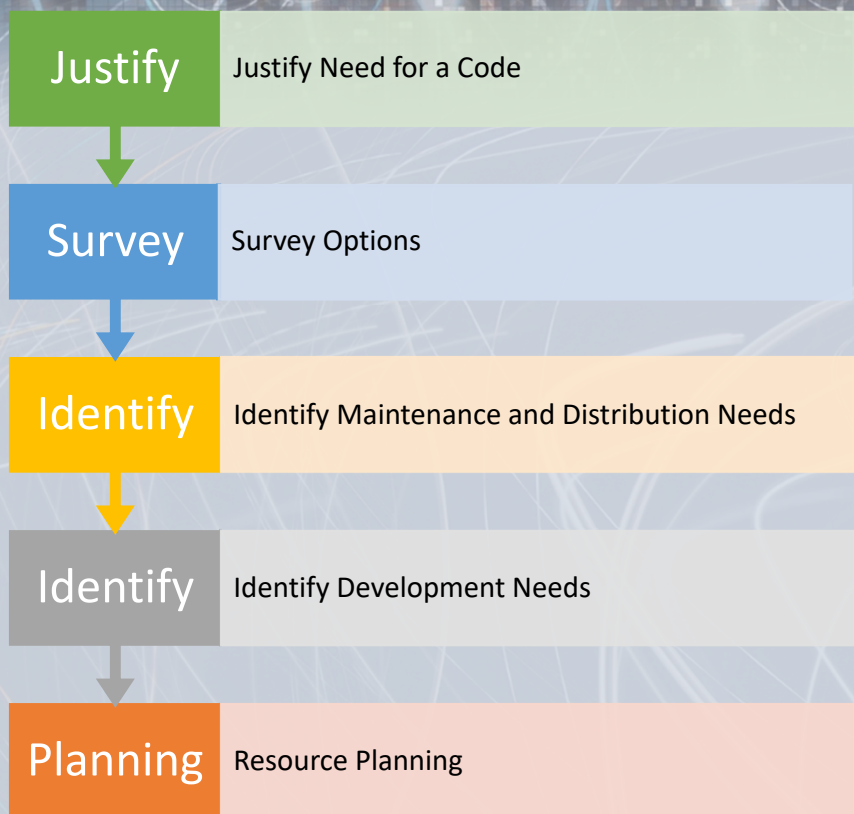 Justify
Justify Need for a Code
Survey
Survey Options
Identify
Identify Maintenance and Distribution Needs
Identify
Identify Development Needs
Planning
Resource Planning